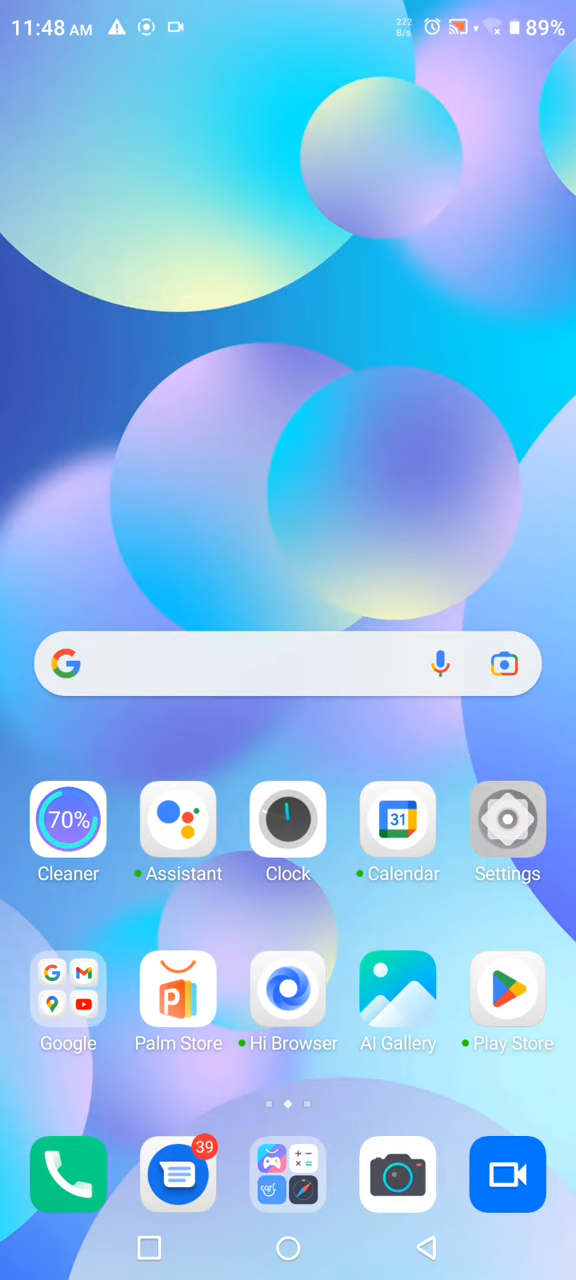 11:48 AM 222 B/s 89%
70% 31
Cleaner Assistant Clock Calendar Settings
Google Palm Store Hi Browser AI Gallery Play Store
39